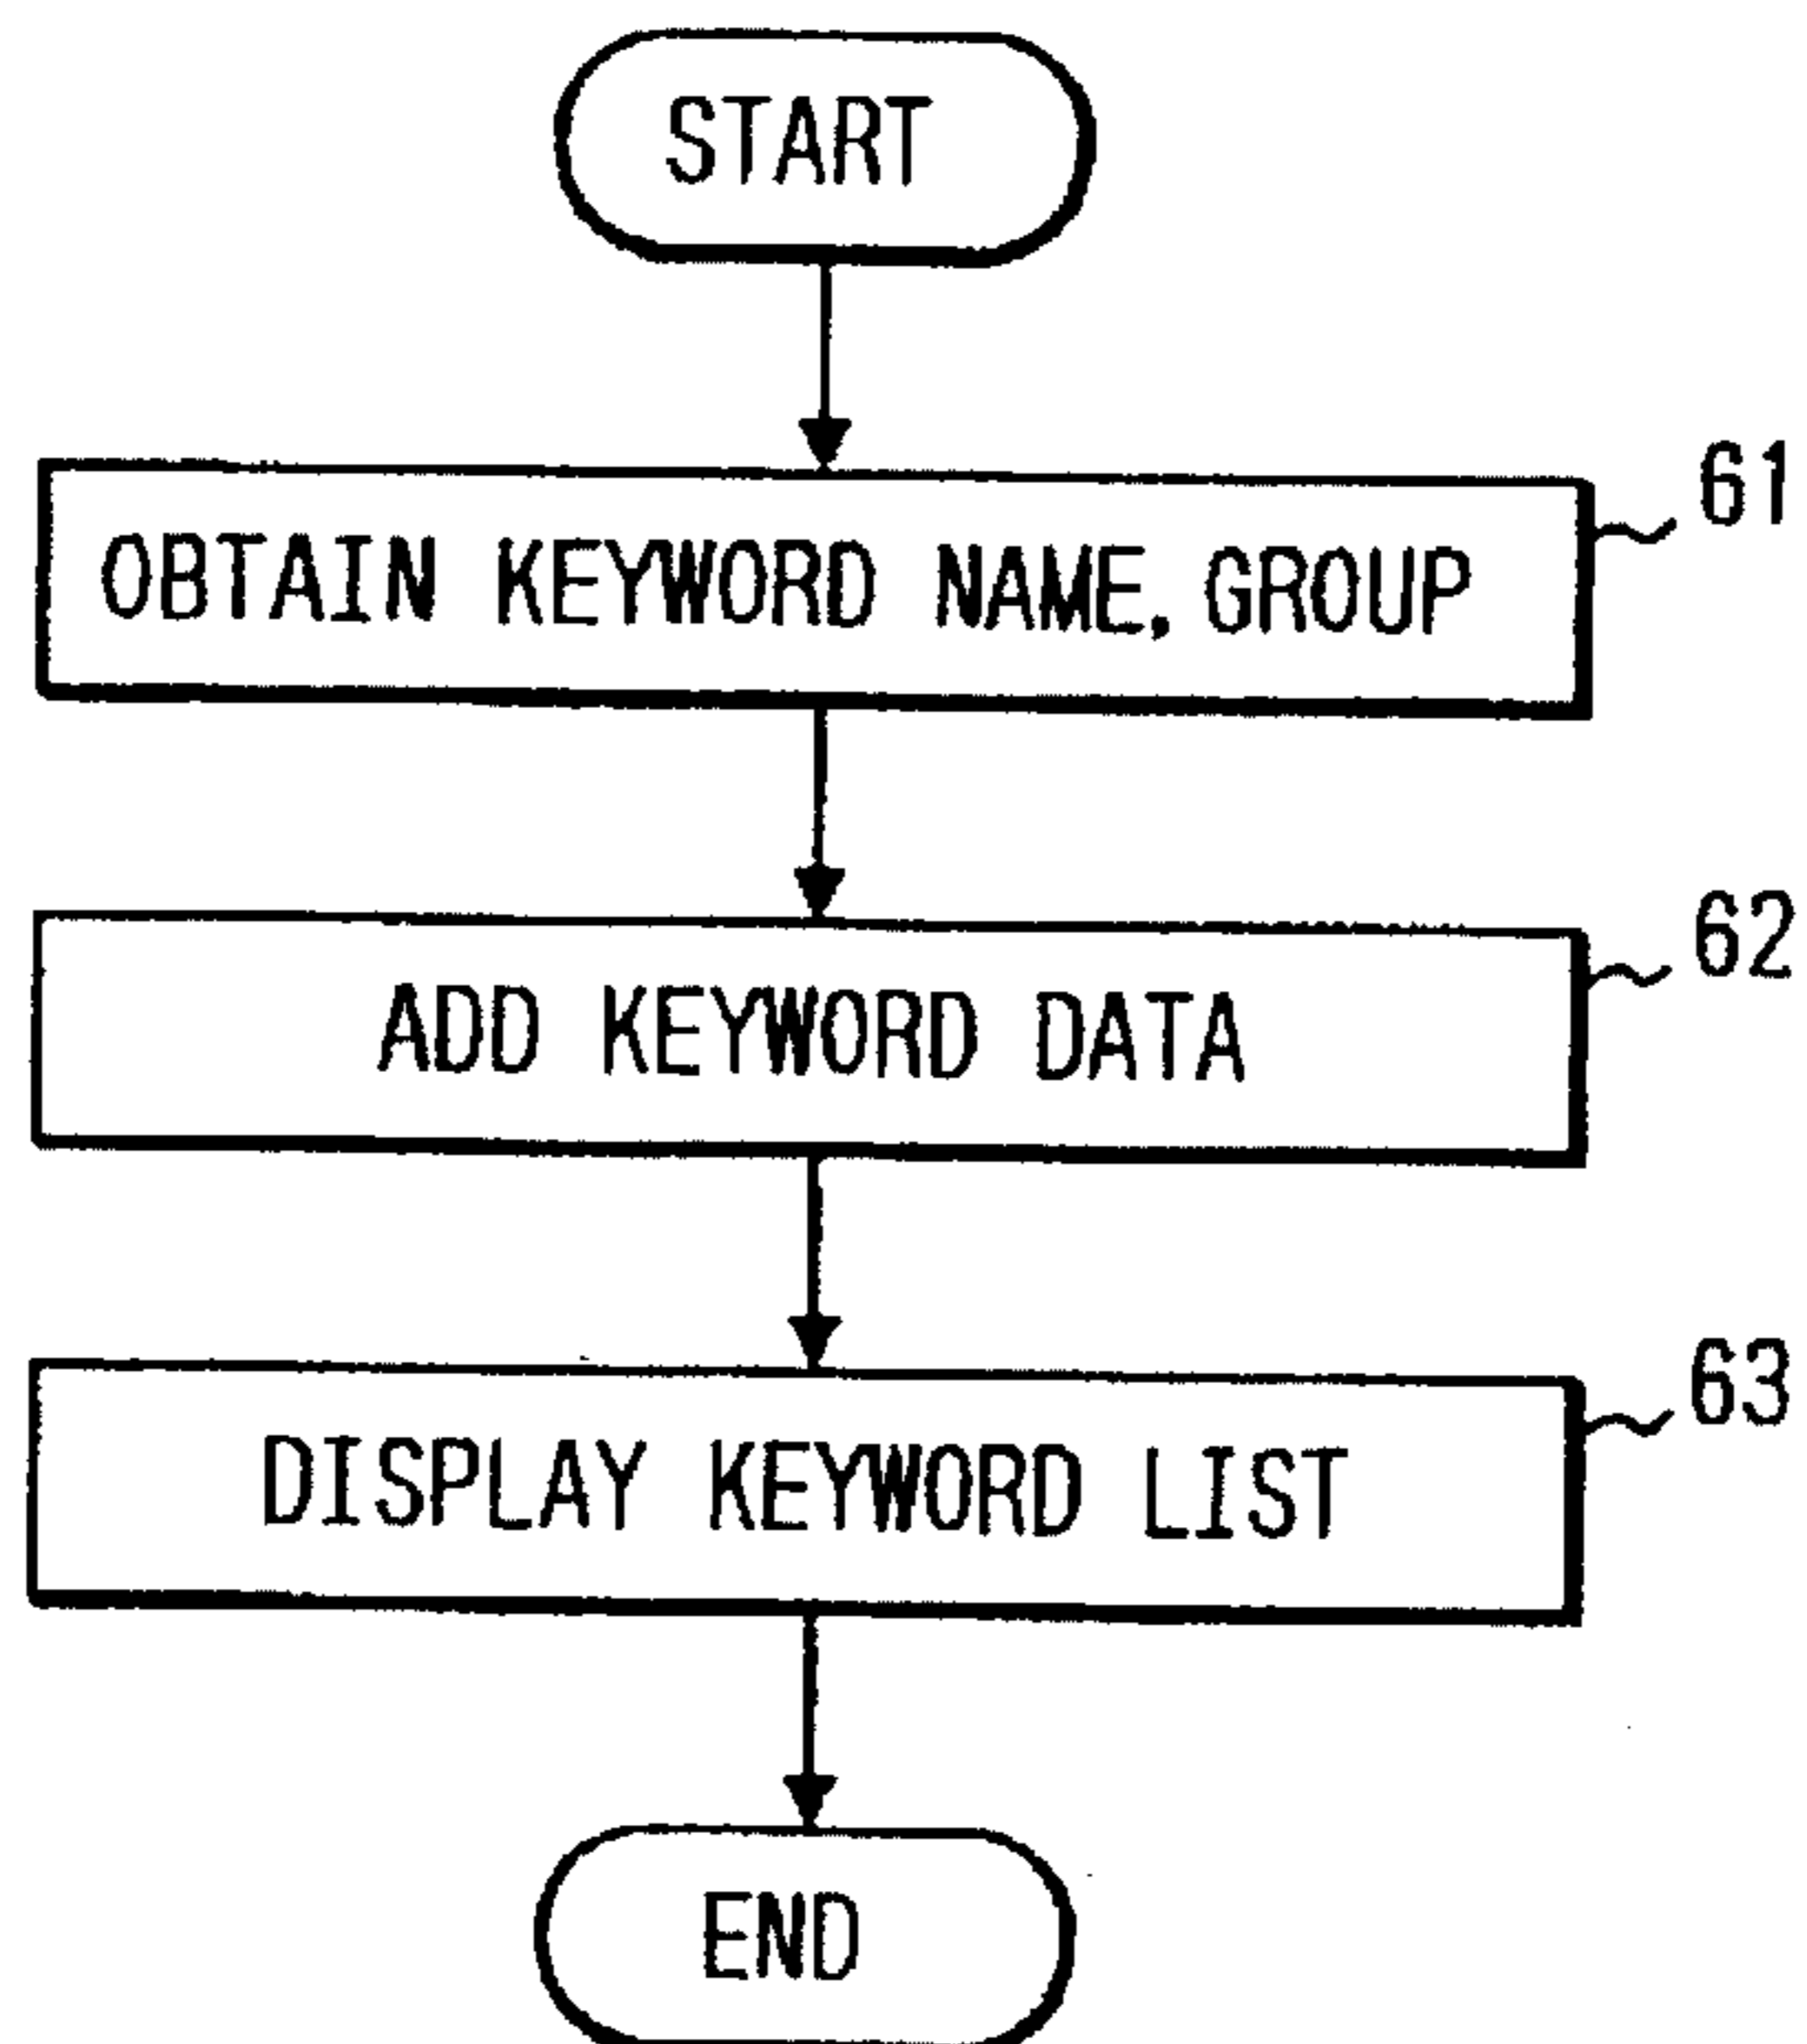 START
OBTAIN KEYWORD NAME, GROUP
61
ADD KEYWORD DATA
62
DISPLAY KEYWORD LIST
63
END